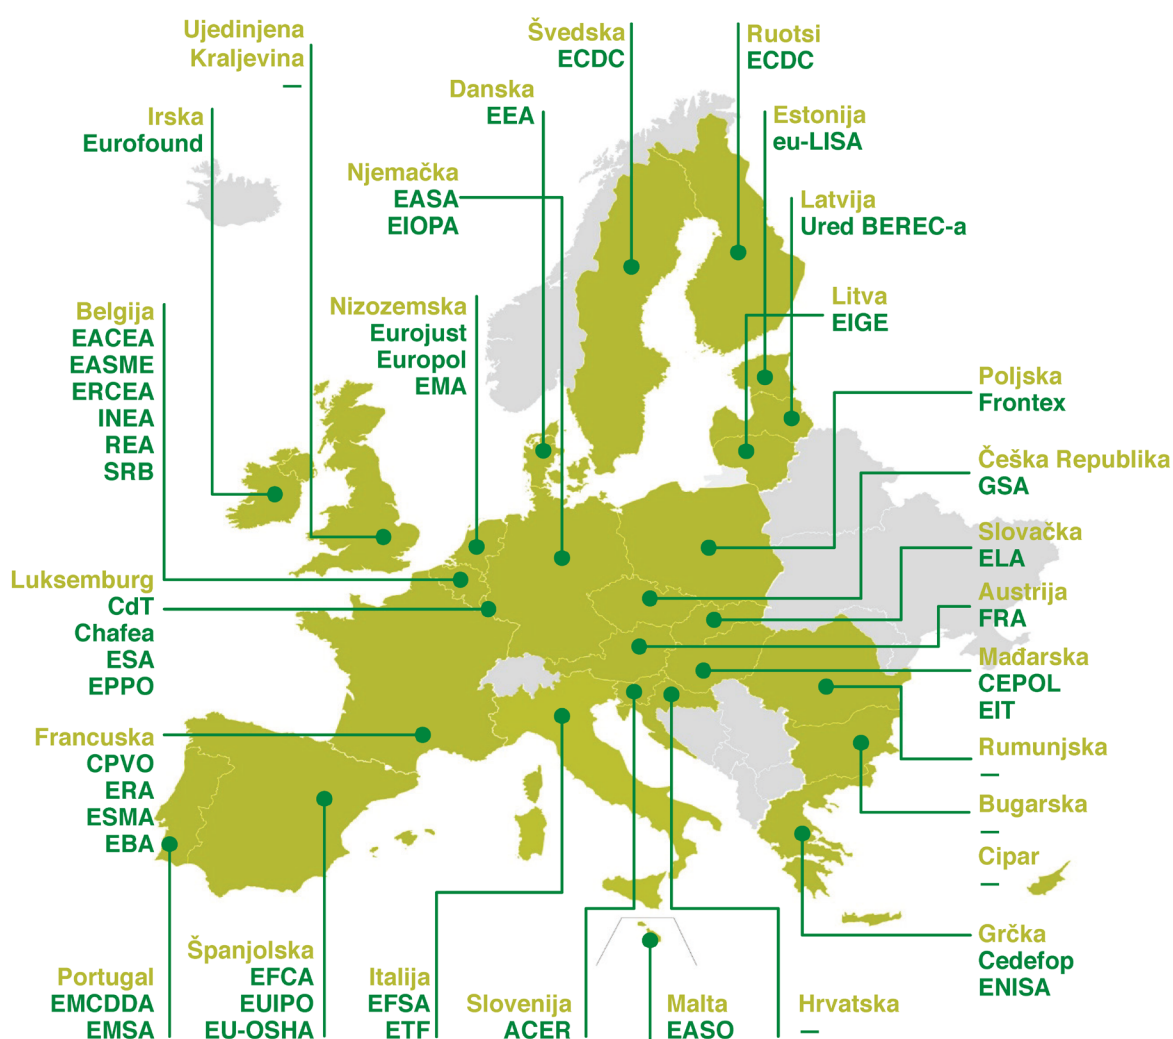 Ujedinjena
Kraljevina
—
Švedska
ECDC
Ruotsi
ECDC
Danska
EEA
Irska
Eurofound
Estonija
eu-LISA
Njemačka
EASA
EIOPA
Latvija
Ured BEREC-a
Litva
EIGE
Belgija
EACEA
EASME
ERCEA
INEA
REA
SRB
Nizozemska
Eurojust
Europol
EMA
Poljska
Frontex
Češka Republika
GSA
Slovačka
ELA
Luksemburg
CdT
Chafea
ESA
EPPO
Austrija
FRA
Mađarska
CEPOL
EIT
Francuska
CPVO
ERA
ESMA
EBA
Rumunjska
—
Bugarska
—
Cipar
—
Grčka
Cedefop
ENISA
Portugal
EMCDDA
EMSA
Španjolska
EFCA
EUIPO
EU-OSHA
Italija
EFSA
ETF
Slovenija
ACER
Malta
EASO
Hrvatska
—